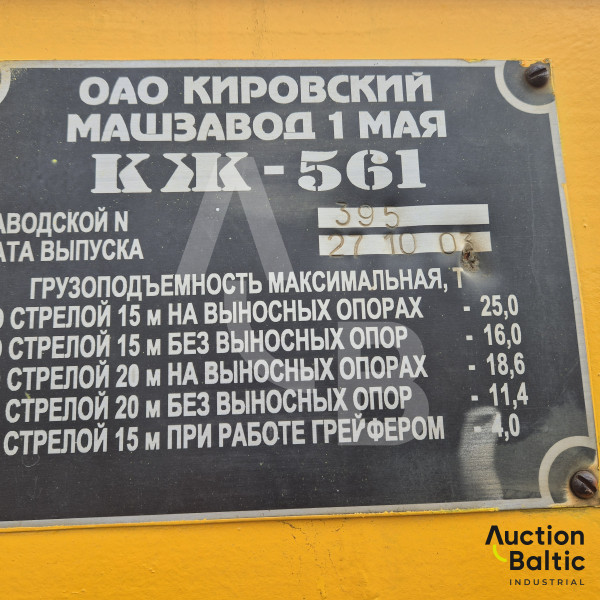 ОАО КИРОВСКИЙ
МАШЗАВОД 1 МАЯ
КЖ-561
АВОДСКОЙ N 395
АТА ВЫПУСКА 27 10 03
ГРУЗОПОДЪЕМНОСТЬ МАКСИМАЛЬНАЯ, Т
О СТРЕЛОЙ 15 м НА ВЫНОСНЫХ ОПОРАХ - 25,0
О СТРЕЛОЙ 15 м БЕЗ ВЫНОСНЫХ ОПОР - 16,0
СТРЕЛОЙ 20 м НА ВЫНОСНЫХ ОПОРАХ - 18,6
СТРЕЛОЙ 20 м БЕЗ ВЫНОСНЫХ ОПОР - 11,4
СТРЕЛОЙ 15 м ПРИ РАБОТЕ ГРЕЙФЕРОМ - 4,0
Auction
Baltic
INDUSTRIAL